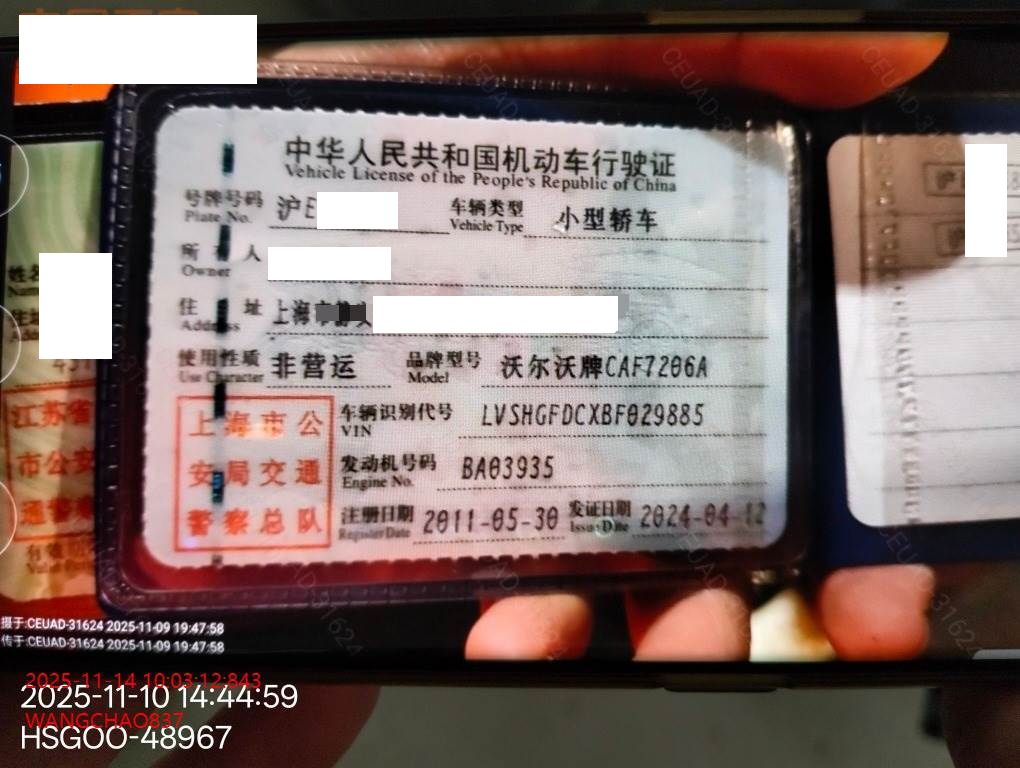 中华人民共和国机动车行驶证
Vehicle License of the People's Republic of China
号牌号码 沪E 车辆类型 小型轿车
Plate No. Vehicle Type
所 人
Owner
住 址 上海
Address
使用性质 非营运 品牌型号 沃尔沃牌CAF7206A
Use Character Model
车辆识别代号 LVSHGFDCXBF029885
VIN
发动机号码 BA03935
Engine No.
注册日期 2011-05-30 发证日期 2024-04-12
Register Date Issue Date
上海市公
安局交通
警察总队
江苏省
市公安
摄于:CEUAD-31624 2025-11-09 19:47:58
传于:CEUAD-31624 2025-11-09 19:47:58
2025-11-14 10:03:12:843
2025-11-10 14:44:59
WANGCHAO837
HSGOO-48967
CEUAD-31624